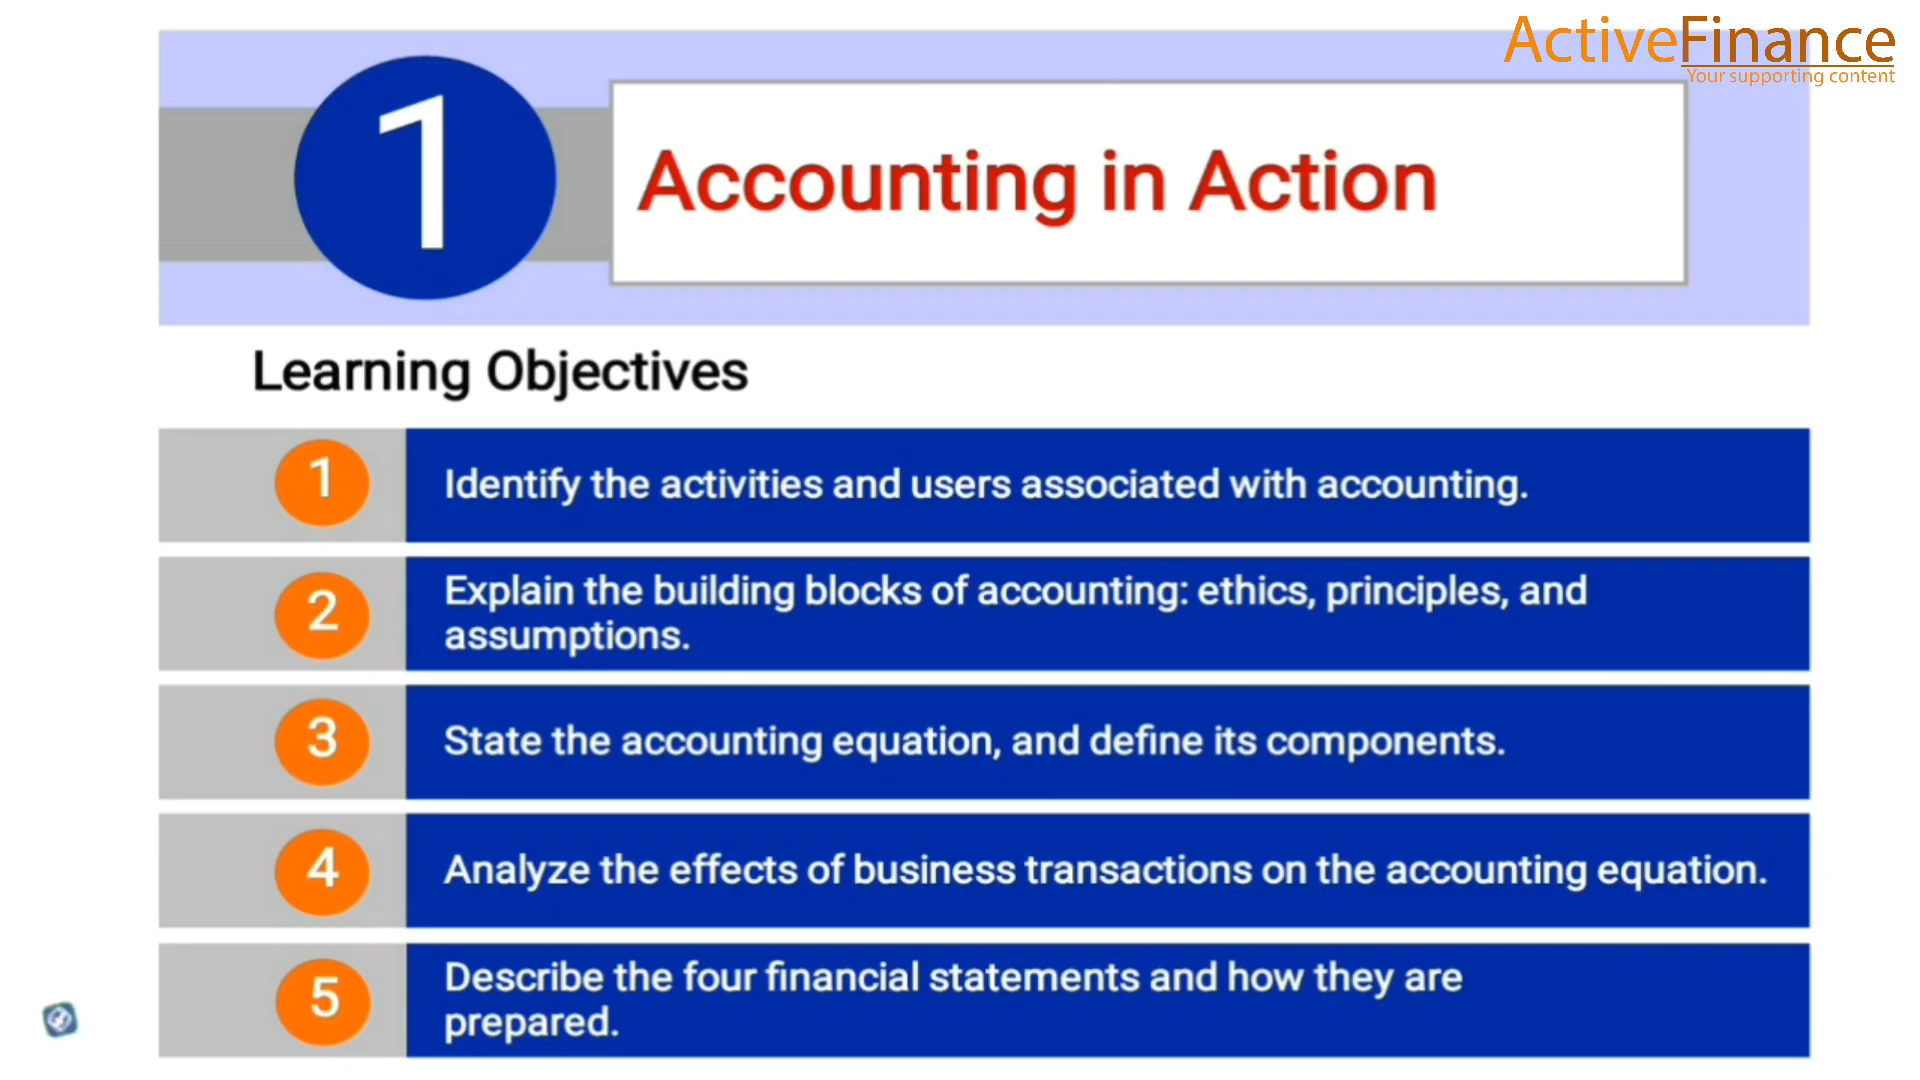 ActiveFinance
Your supporting content
1
Accounting in Action
Learning Objectives
1
Identify the activities and users associated with accounting.
2
Explain the building blocks of accounting: ethics, principles, and
assumptions.
3
State the accounting equation, and define its components.
4
Analyze the effects of business transactions on the accounting equation.
5
Describe the four financial statements and how they are
prepared.